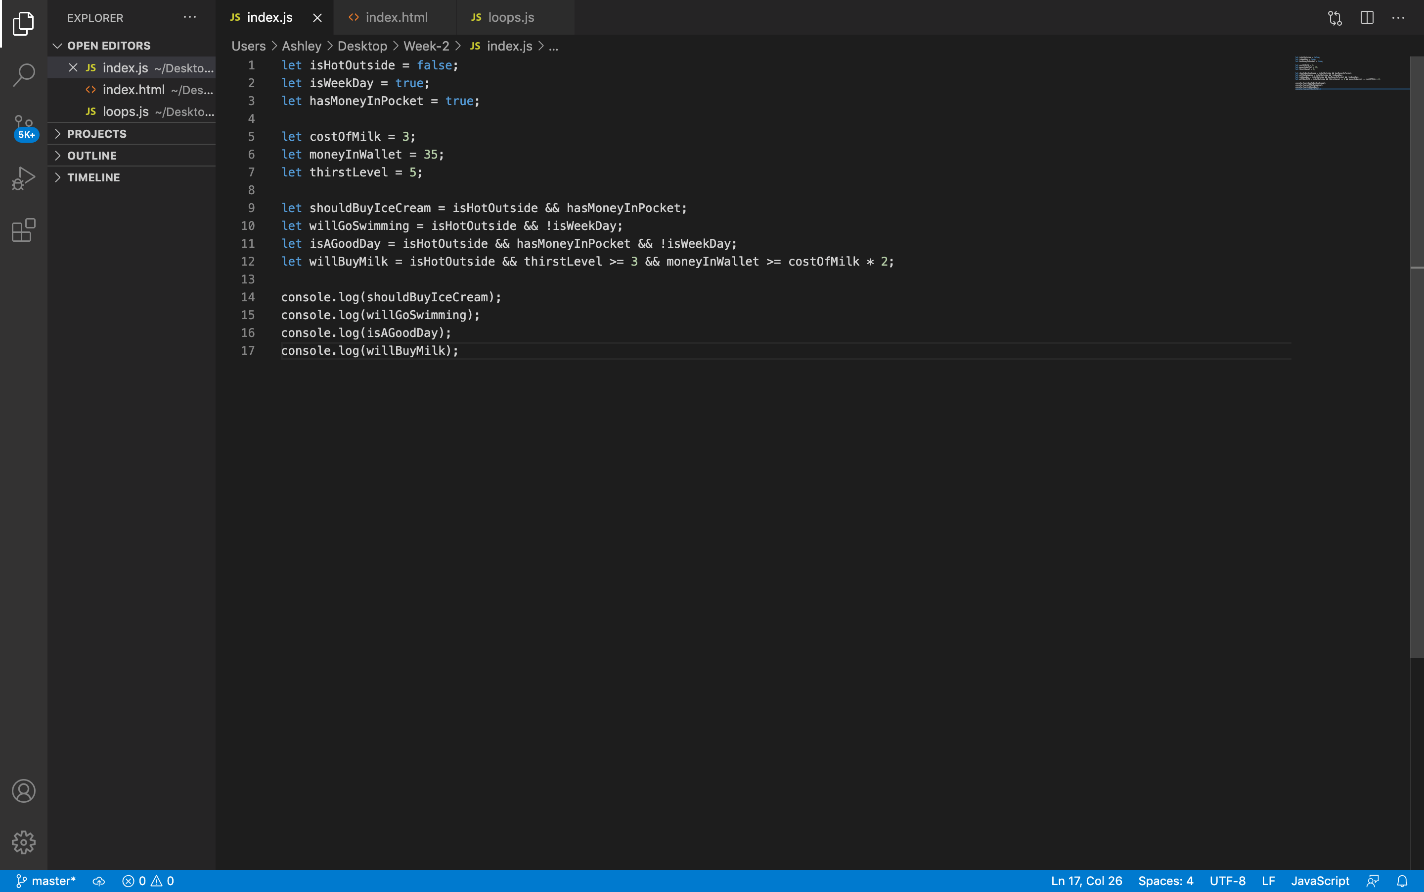 EXPLORER
OPEN EDITORS
JS index.js ~/Deskto...
<> index.html ~/Des...
JS loops.js ~/Deskto...
PROJECTS
OUTLINE
TIMELINE
5K+
JS index.js
<> index.html
JS loops.js
Users > Ashley > Desktop > Week-2 > JS index.js > ...
1 let isHotOutside = false;
2 let isWeekDay = true;
3 let hasMoneyInPocket = true;
4
5 let costOfMilk = 3;
6 let moneyInWallet = 35;
7 let thirstLevel = 5;
8
9 let shouldBuyIceCream = isHotOutside && hasMoneyInPocket;
10 let willGoSwimming = isHotOutside && !isWeekDay;
11 let isAGoodDay = isHotOutside && hasMoneyInPocket && !isWeekDay;
12 let willBuyMilk = isHotOutside && thirstLevel >= 3 && moneyInWallet >= costOfMilk * 2;
13
14 console.log(shouldBuyIceCream);
15 console.log(willGoSwimming);
16 console.log(isAGoodDay);
17 console.log(willBuyMilk);
master* 0 0 Ln 17, Col 26 Spaces: 4 UTF-8 LF JavaScript